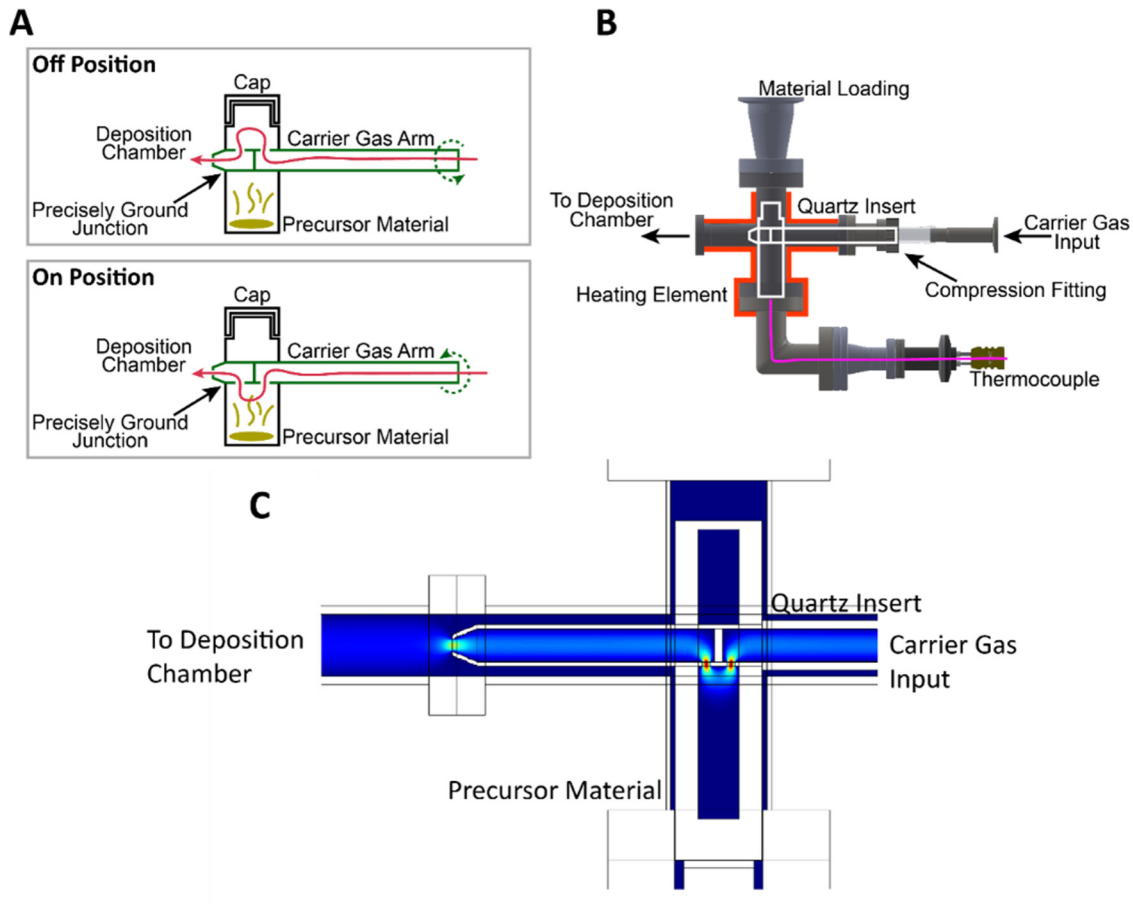 A
Off Position
Cap
Deposition
Chamber
Carrier Gas Arm
Precisely Ground
Junction
Precursor Material
On Position
Cap
Deposition
Chamber
Carrier Gas Arm
Precisely Ground
Junction
Precursor Material
B
Material Loading
To Deposition
Chamber
Quartz Insert
Carrier Gas
Input
Heating Element
Compression Fitting
Thermocouple
C
Quartz Insert
To Deposition
Chamber
Carrier Gas
Input
Precursor Material